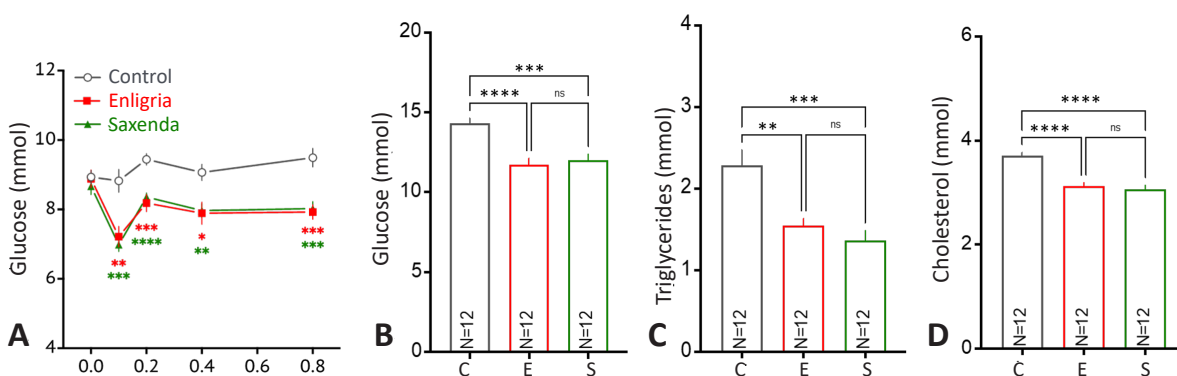 A
Glucose (mmol)
12
10
8
6
4
Control
Enligria
Saxenda
**
***
***
****
*
**
***
***
0.0 0.2 0.4 0.6 0.8
B
Glucose (mmol)
20
15
10
5
0
***
**** ns
N=12 N=12 N=12
C E S
C
Triglycerides (mmol)
4
3
2
1
0
***
** ns
N=12 N=12 N=12
C E S
D
Cholesterol (mmol)
6
4
2
0
****
**** ns
N=12 N=12 N=12
C E S